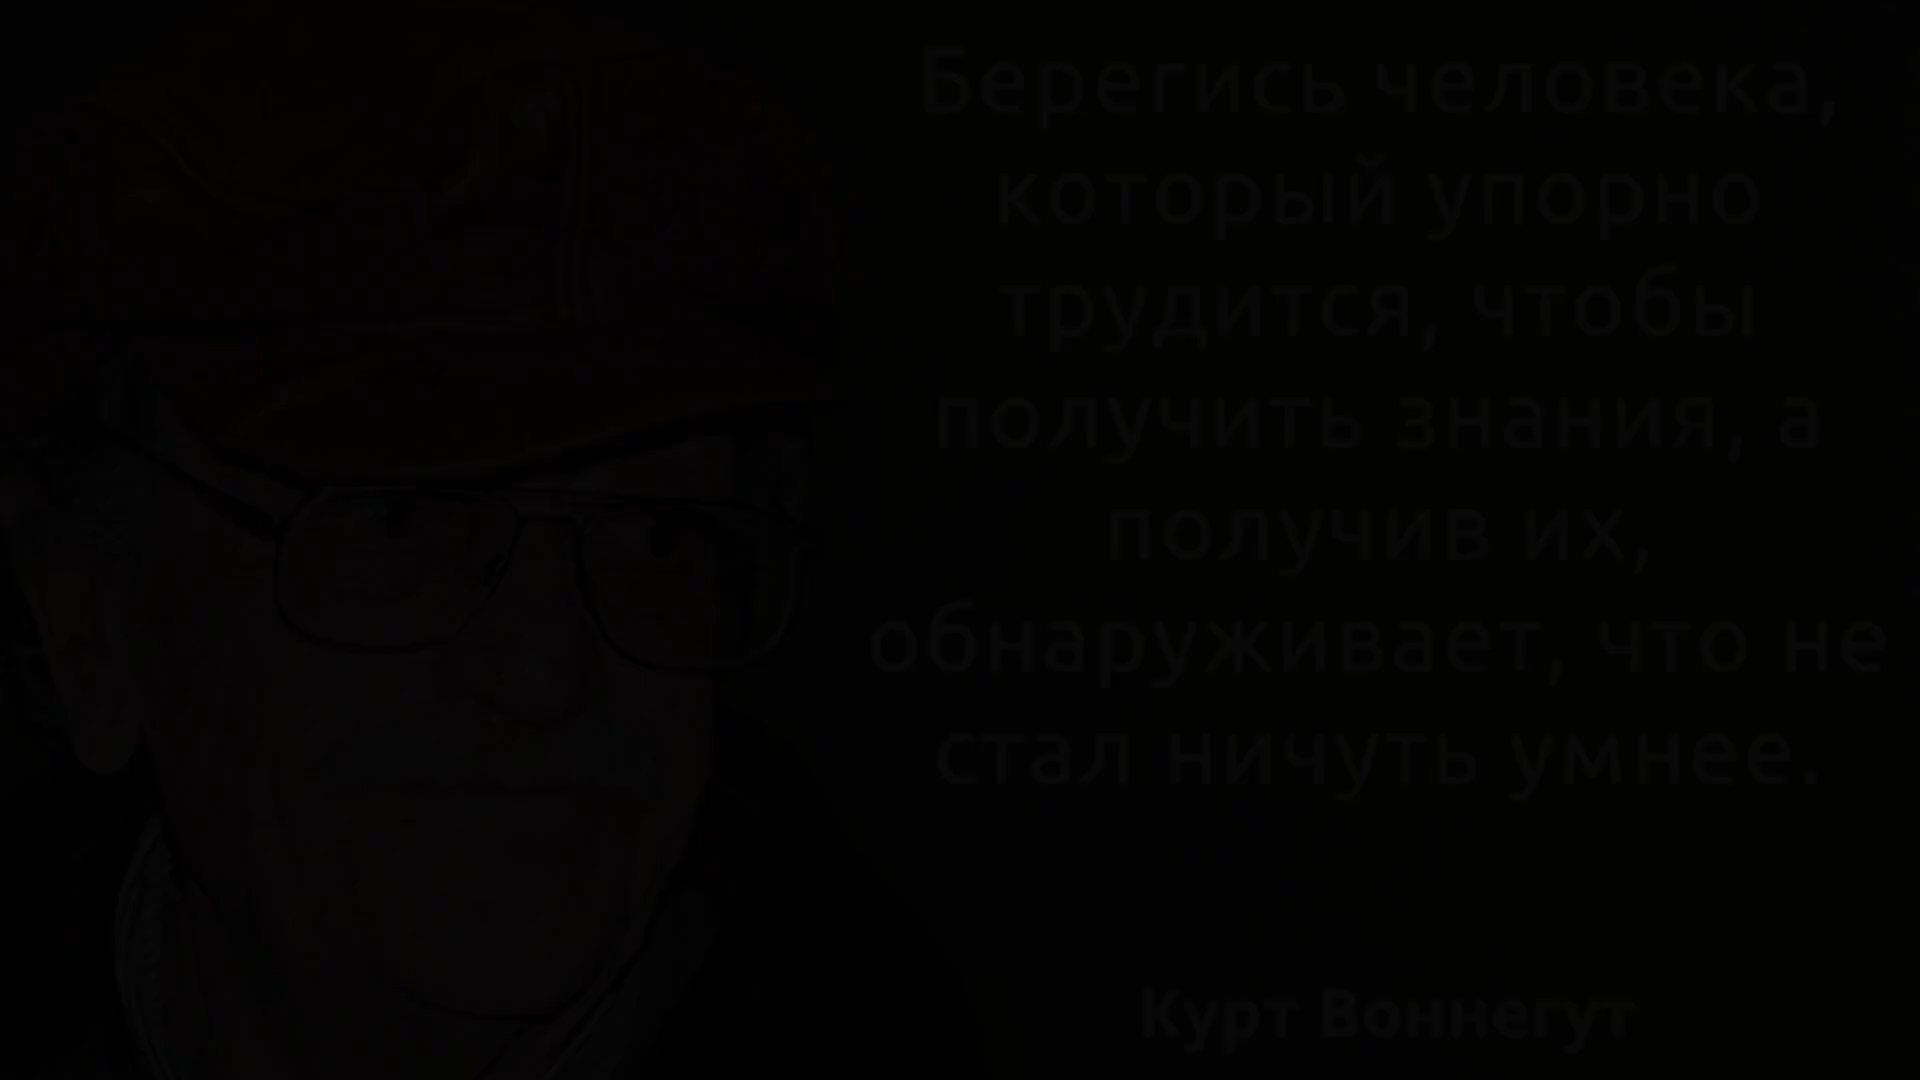 Берегись человека,
который упорно
трудится, чтобы
получить знания, а
получив их,
обнаруживает, что не
стал ничуть умнее.
Курт Воннегут